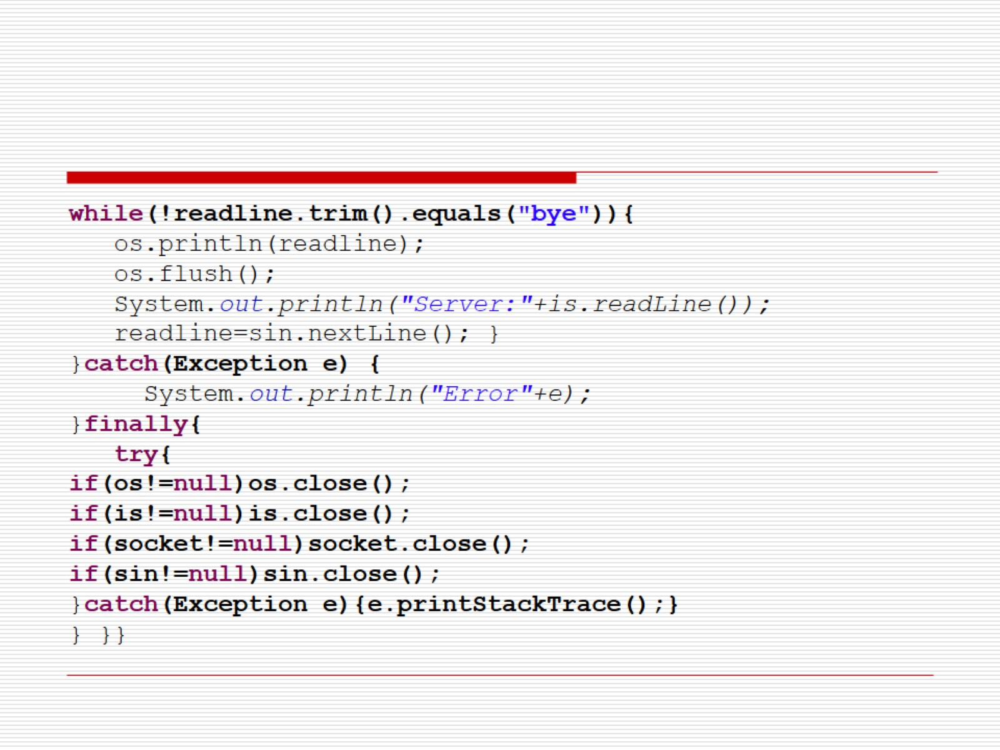 while(!readline.trim().equals("bye")){
os.println(readline);
os.flush();
System.out.println("Server:"+is.readLine());
readline=sin.nextLine(); }
}catch(Exception e) {
System.out.println("Error"+e);
}finally{
try{
if(os!=null)os.close();
if(is!=null)is.close();
if(socket!=null)socket.close();
if(sin!=null)sin.close();
}catch(Exception e){e.printStackTrace();}
} }}